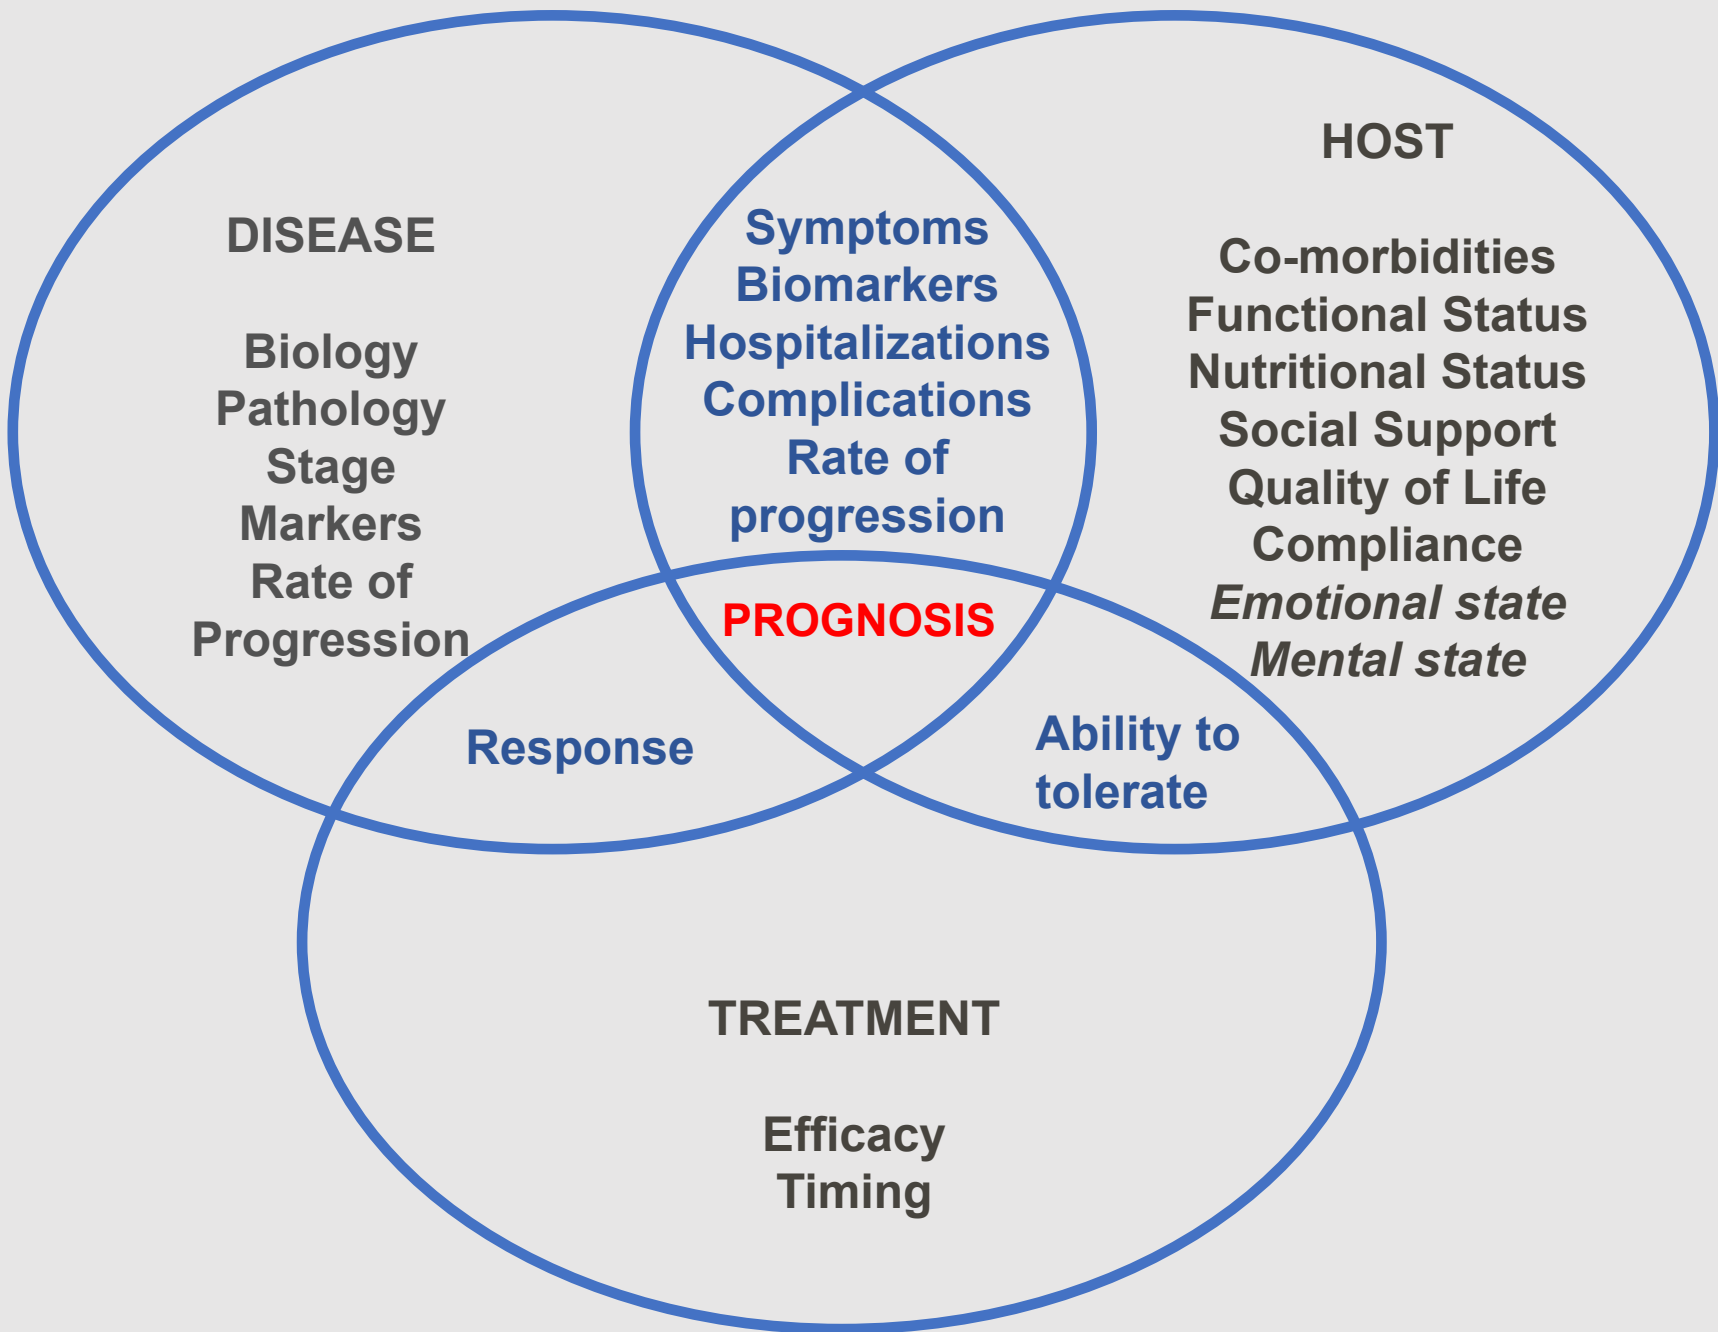 DISEASE
Biology
Pathology
Stage
Markers
Rate of
Progression
Symptoms
Biomarkers
Hospitalizations
Complications
Rate of
progression
HOST
Co-morbidities
Functional Status
Nutritional Status
Social Support
Quality of Life
Compliance
Emotional state
Mental state
PROGNOSIS
Response
Ability to
tolerate
TREATMENT
Efficacy
Timing